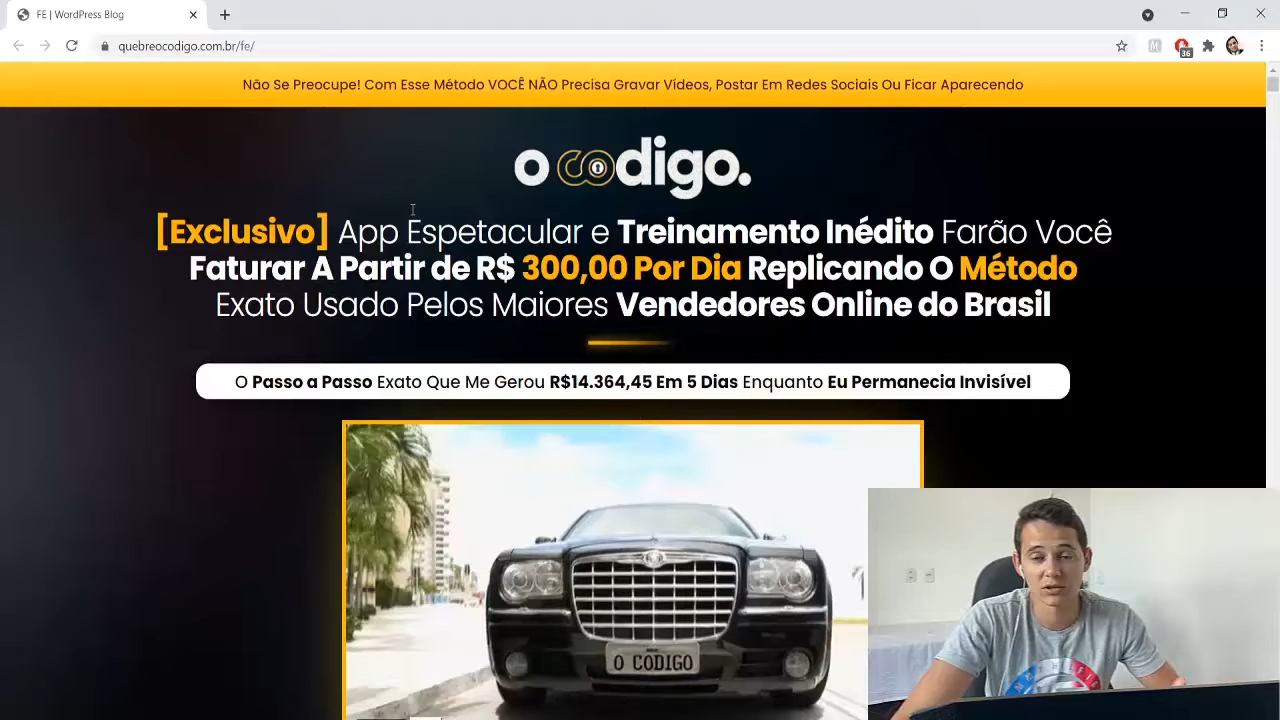 FE | WordPress Blog
quebreocodigo.com.br/fe/
36
Não Se Preocupe! Com Esse Método VOCÊ NÃO Precisa Gravar Vídeos, Postar Em Redes Sociais Ou Ficar Aparecendo
O CODIGO.
[Exclusivo] App Espetacular e Treinamento Inédito Farão Você
Faturar A Partir de R$ 300,00 Por Dia Replicando O Método
Exato Usado Pelos Maiores Vendedores Online do Brasil
O Passo a Passo Exato Que Me Gerou R$14.364,45 Em 5 Dias Enquanto Eu Permanecia Invisível
O CODIGO